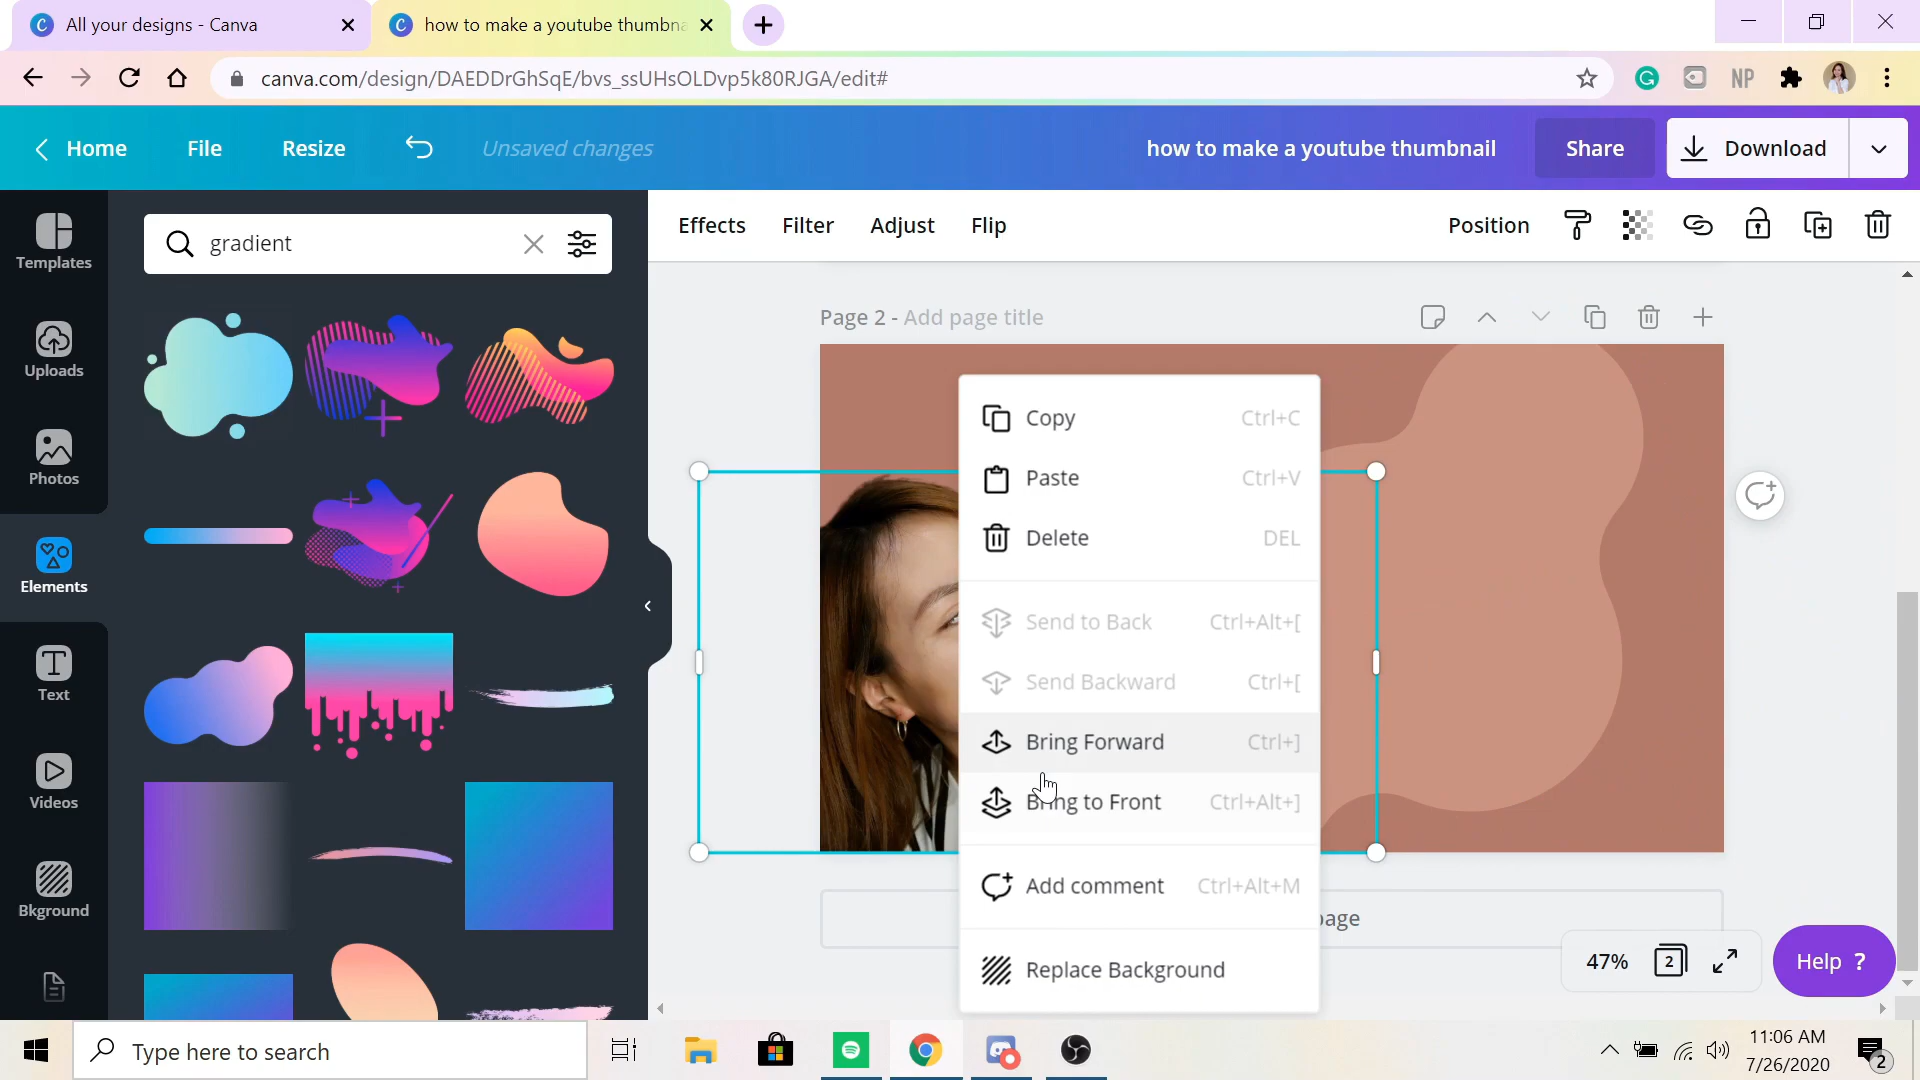 All your designs - Canva
how to make a youtube thumbna
canva.com/design/DAEDDrGhSqE/bvs_ssUHsOLDvp5k80RJGA/edit#
NP
Home
File
Resize
Unsaved changes
how to make a youtube thumbnail
Share
Download
Templates
Uploads
Photos
Elements
Text
Videos
Bkground
gradient
Effects
Filter
Adjust
Flip
Position
Page 2 - Add page title
Copy Ctrl+C
Paste Ctrl+V
Delete DEL
Send to Back Ctrl+Alt+[
Send Backward Ctrl+[
Bring Forward Ctrl+]
Bring to Front Ctrl+Alt+]
Add comment Ctrl+Alt+M
Replace Background
page
47%
2
Help ?
Type here to search
11:06 AM
7/26/2020
2